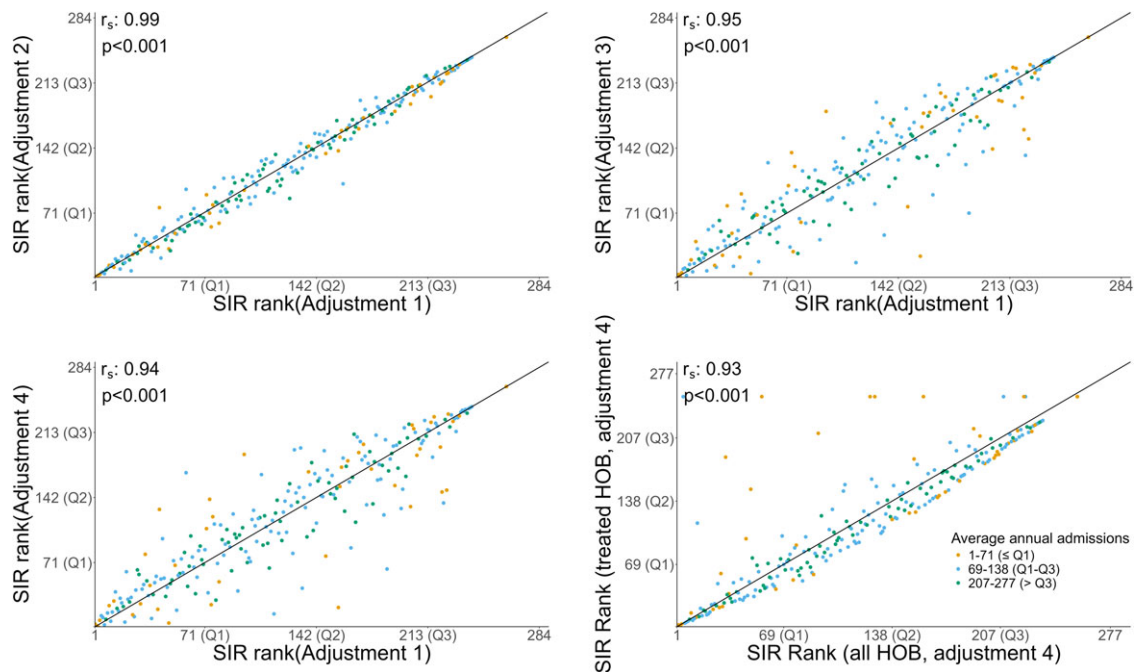 284
213 (Q3)
142 (Q2)
71 (Q1)
SIR rank(Adjustment 2)
rs: 0.99
p<0.001
1
71 (Q1)
142 (Q2)
213 (Q3)
284
SIR rank(Adjustment 1)
284
213 (Q3)
142 (Q2)
71 (Q1)
SIR rank(Adjustment 3)
rs: 0.95
p<0.001
1
71 (Q1)
142 (Q2)
213 (Q3)
284
SIR rank(Adjustment 1)
284
213 (Q3)
142 (Q2)
71 (Q1)
SIR rank(Adjustment 4)
rs: 0.94
p<0.001
1
71 (Q1)
142 (Q2)
213 (Q3)
284
SIR rank(Adjustment 1)
277
207 (Q3)
138 (Q2)
69 (Q1)
SIR Rank (treated HOB, adjustment 4)
rs: 0.93
p<0.001
Average annual admissions
1-71 (≤ Q1)
69-138 (Q1-Q3)
207-277 (> Q3)
1
69 (Q1)
138 (Q2)
207 (Q3)
277
SIR Rank (all HOB, adjustment 4)